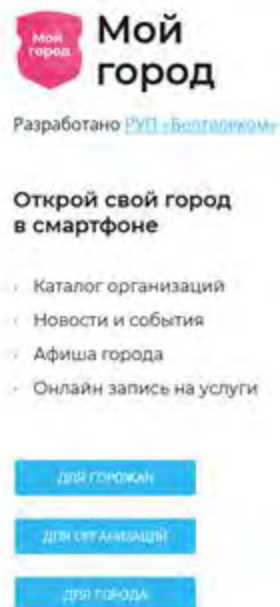 Мой
город
Мой
город
Разработано РУП «Белтелеком»
Открой свой город
в смартфоне
Каталог организаций
Новости и события
Афиша города
Онлайн запись на услуги
ДЛЯ ГОРОЖАН
ДЛЯ ОРГАНИЗАЦИЙ
ДЛЯ ГОРОДА